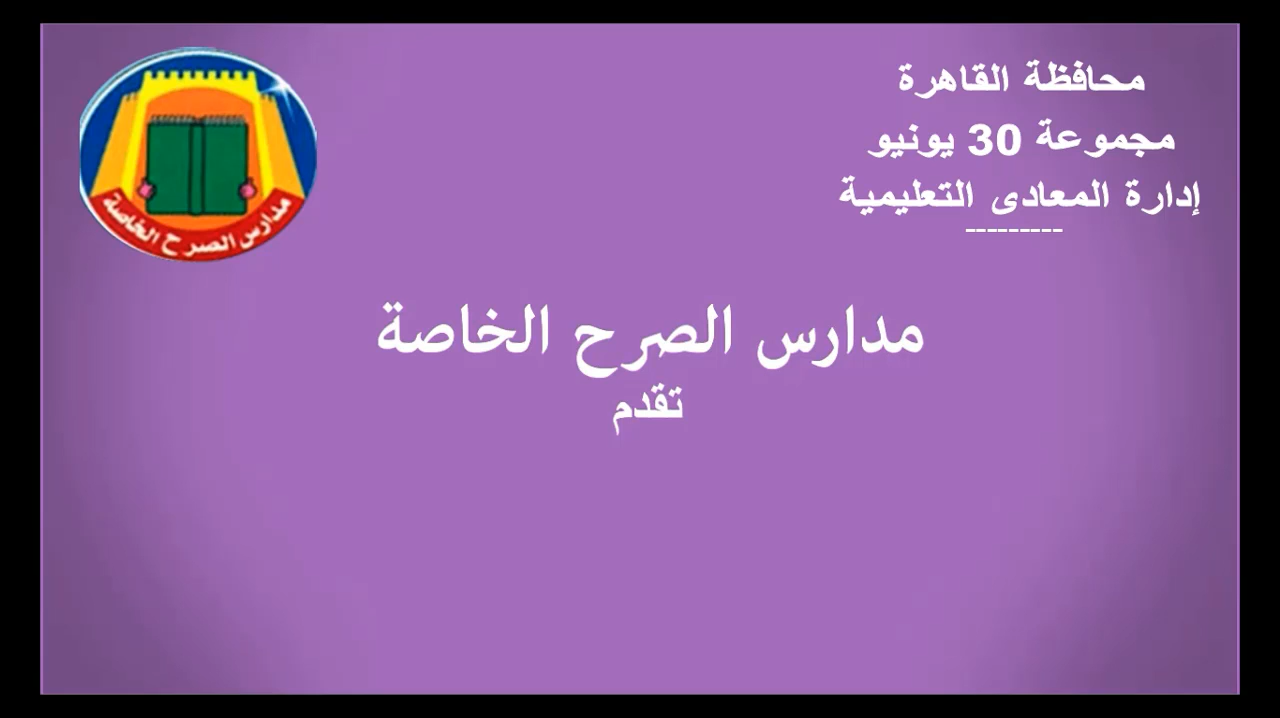 محافظة القاهرة
مجموعة 30 يونيو
إدارة المعادى التعليمية
---------
مدارس الصرح الخاصة
مدارس الصرح الخاصة
تقدم